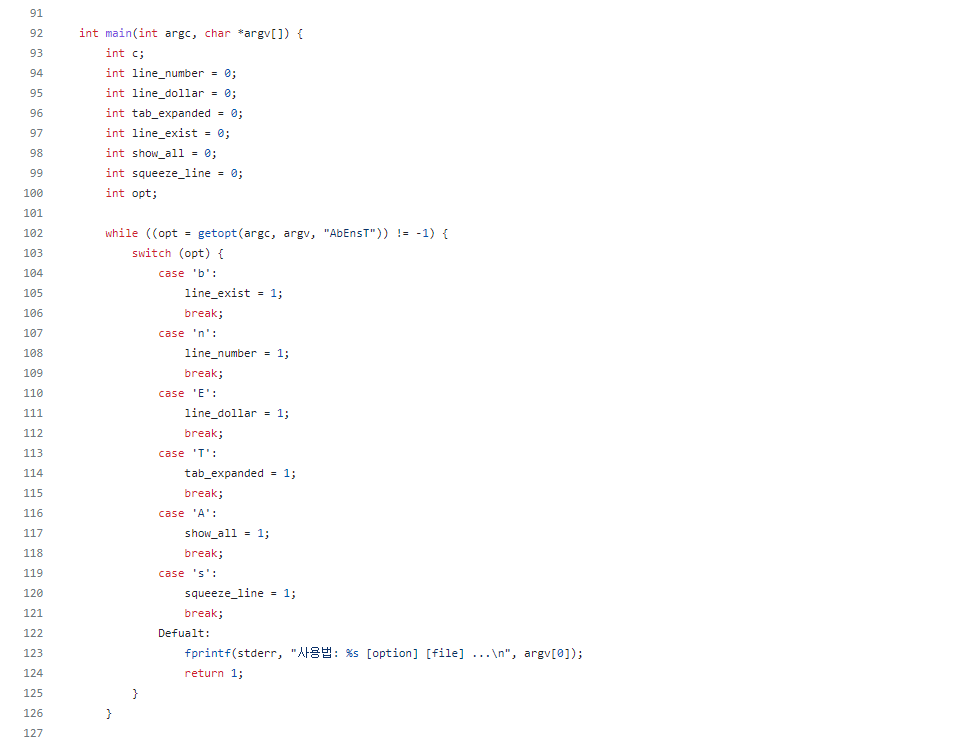 91
92 int main(int argc, char *argv[]) {
93     int c;
94     int line_number = 0;
95     int line_dollar = 0;
96     int tab_expanded = 0;
97     int line_exist = 0;
98     int show_all = 0;
99     int squeeze_line = 0;
100     int opt;
101
102     while ((opt = getopt(argc, argv, "AbEnsT")) != -1) {
103         switch (opt) {
104             case 'b':
105                 line_exist = 1;
106                 break;
107             case 'n':
108                 line_number = 1;
109                 break;
110             case 'E':
111                 line_dollar = 1;
112                 break;
113             case 'T':
114                 tab_expanded = 1;
115                 break;
116             case 'A':
117                 show_all = 1;
118                 break;
119             case 's':
120                 squeeze_line = 1;
121                 break;
122             Defualt:
123                 fprintf(stderr, "사용법: %s [option] [file] ...\n", argv[0]);
124                 return 1;
125         }
126     }
127